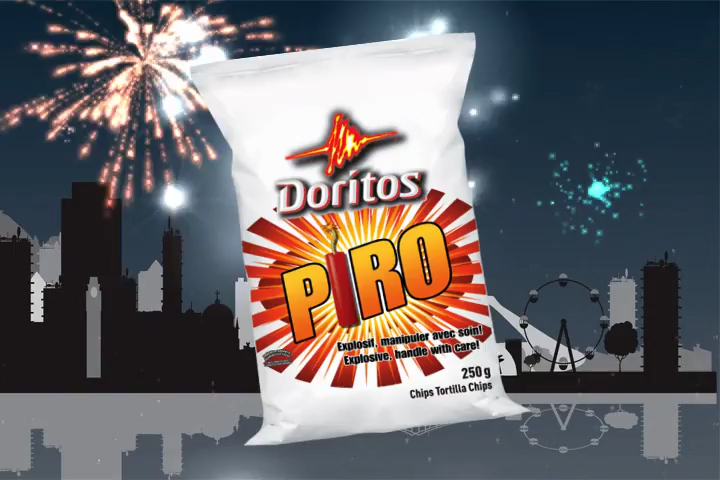 Doritos
PIRO
Explosif, manipuler avec soin!
Explosive, handle with care!
250 g
Chips Tortilla Chips